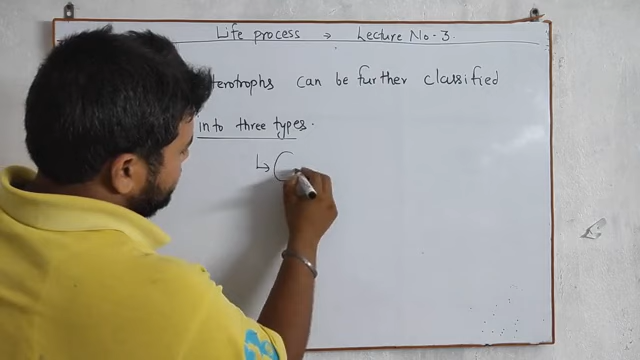 Life process → Lecture No. 3.
terotrophs can be further classified
into three types.
↳ (